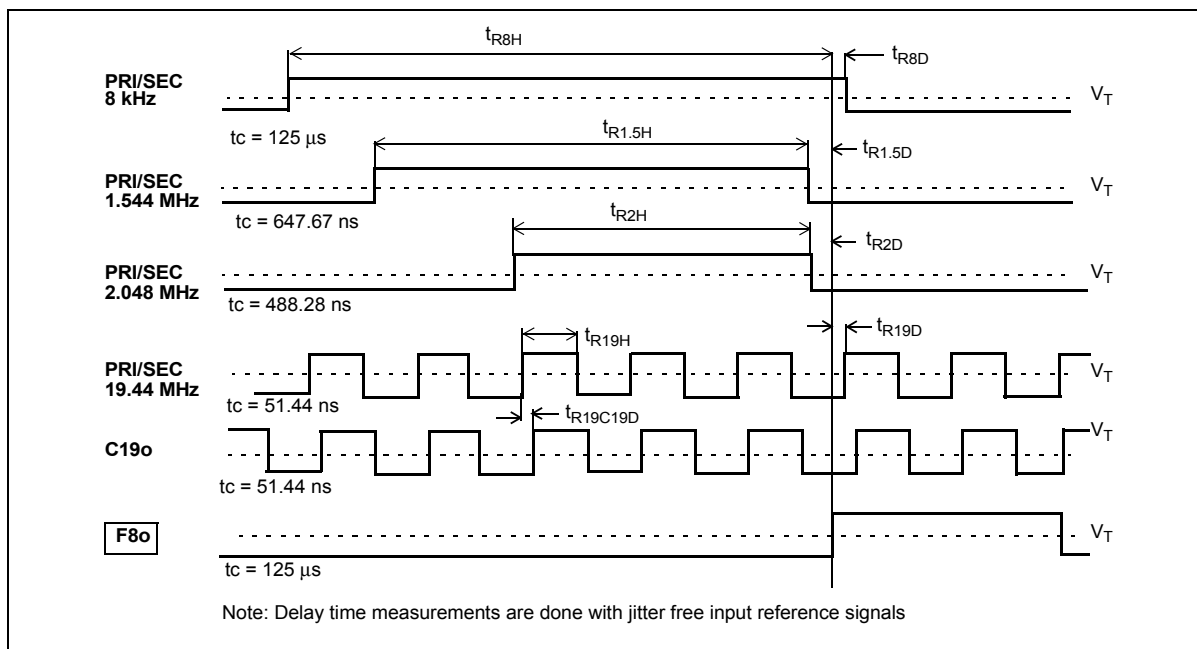 tR8H
tR8D
PRI/SEC
8 kHz
VT
tc = 125 μs
tR1.5H
tR1.5D
PRI/SEC
1.544 MHz
VT
tc = 647.67 ns
tR2H
tR2D
PRI/SEC
2.048 MHz
VT
tc = 488.28 ns
tR19H
tR19D
PRI/SEC
19.44 MHz
VT
tc = 51.44 ns
tR19C19D
C19o
VT
tc = 51.44 ns
F8o
VT
tc = 125 μs
Note: Delay time measurements are done with jitter free input reference signals